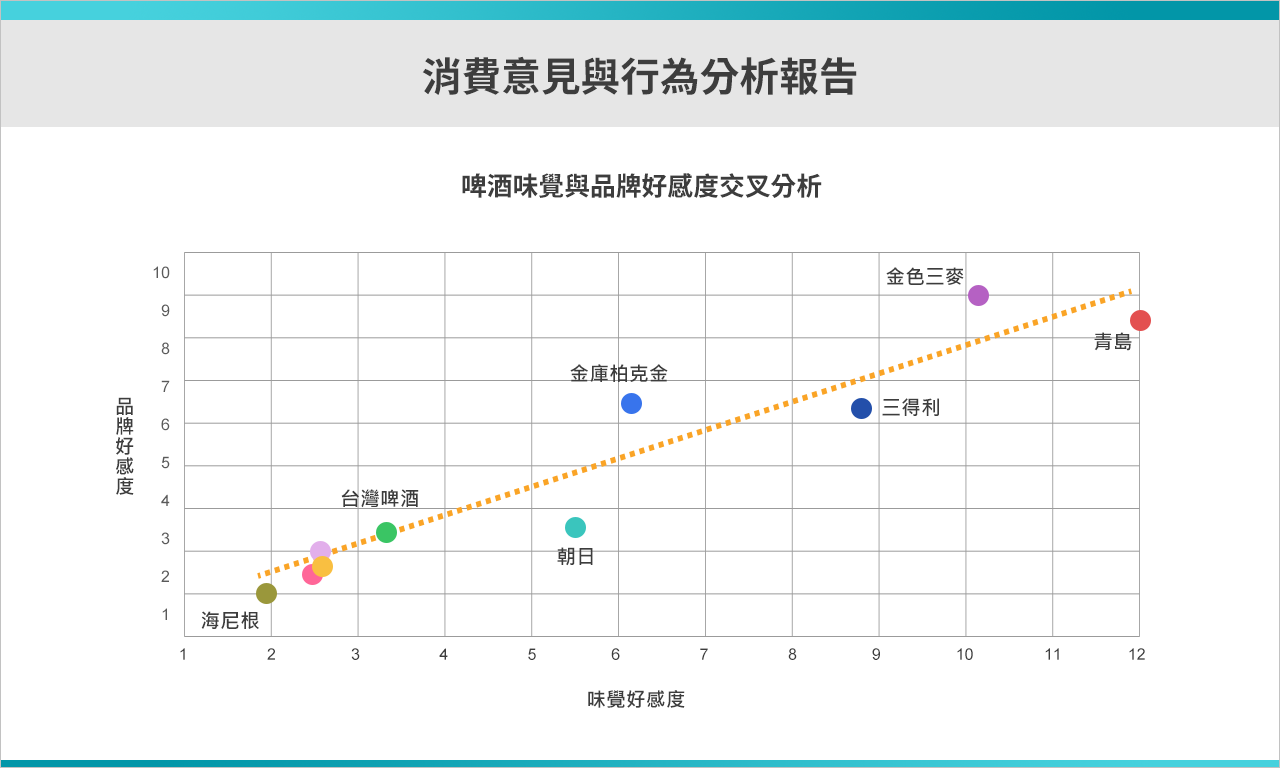 消費意見與行為分析報告
啤酒味覺與品牌好感度交叉分析
10
9
8
7
6
5
4
3
2
1
品牌好感度
金色三麥
青島
金庫柏克金
三得利
台灣啤酒
朝日
海尼根
1 2 3 4 5 6 7 8 9 10 11 12
味覺好感度